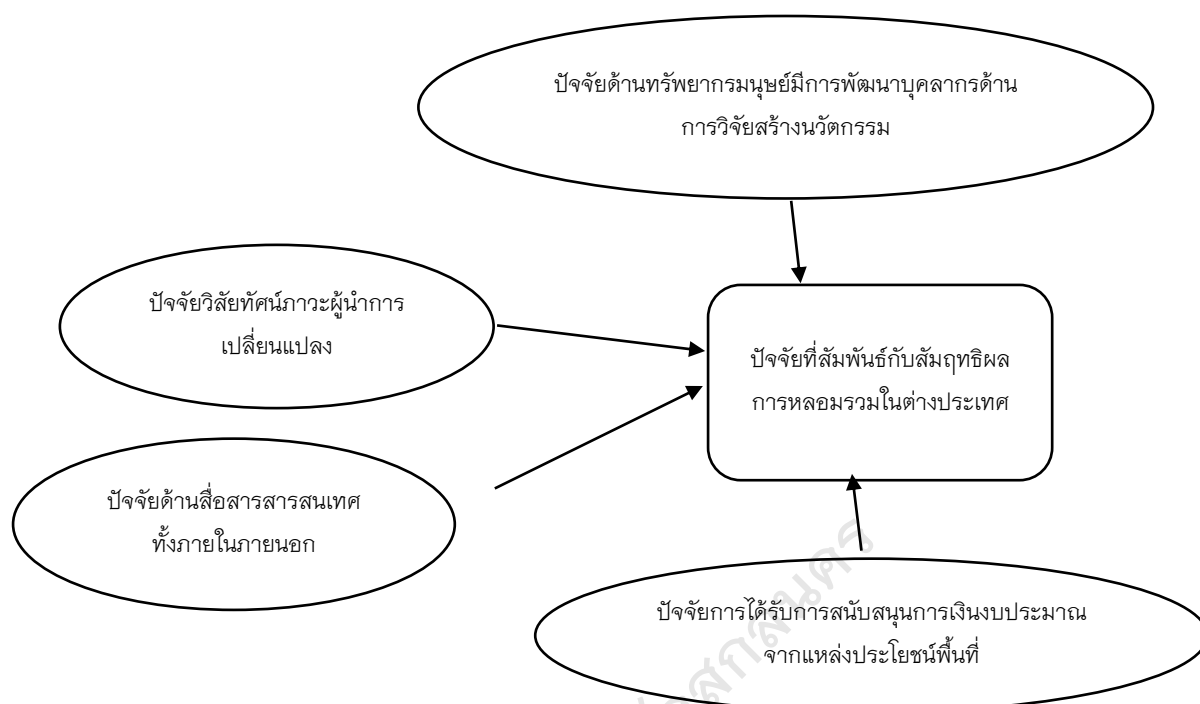 ปัจจัยด้านทรัพยากรมนุษย์มีการพัฒนาบุคลากรด้าน
การวิจัยสร้างนวัตกรรม
ปัจจัยวิสัยทัศน์ภาวะผู้นำการ
เปลี่ยนแปลง
ปัจจัยที่สัมพันธ์กับสัมฤทธิผล
การหลอมรวมในต่างประเทศ
ปัจจัยด้านสื่อสารสารสนเทศ
ทั้งภายในภายนอก
ปัจจัยการได้รับการสนับสนุนการเงินงบประมาณ
จากแหล่งประโยชน์พื้นที่